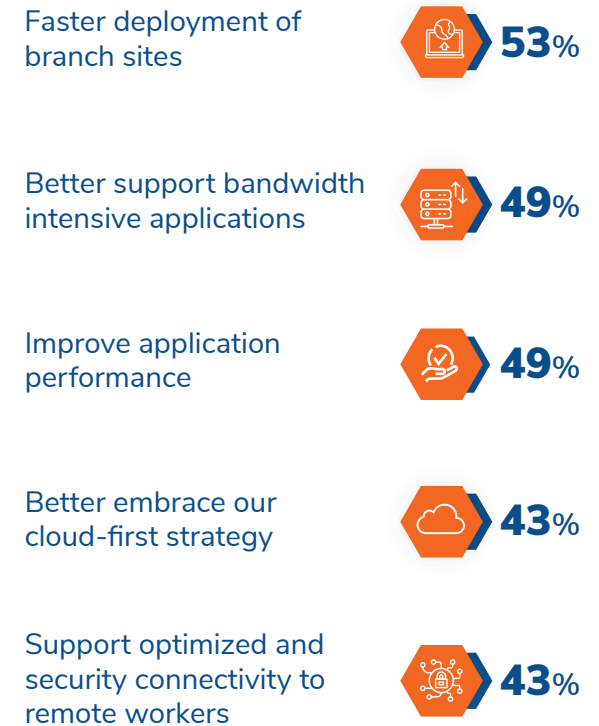 Faster deployment of
branch sites
53%
Better support bandwidth
intensive applications
49%
Improve application
performance
49%
Better embrace our
cloud-first strategy
43%
Support optimized and
security connectivity to
remote workers
43%